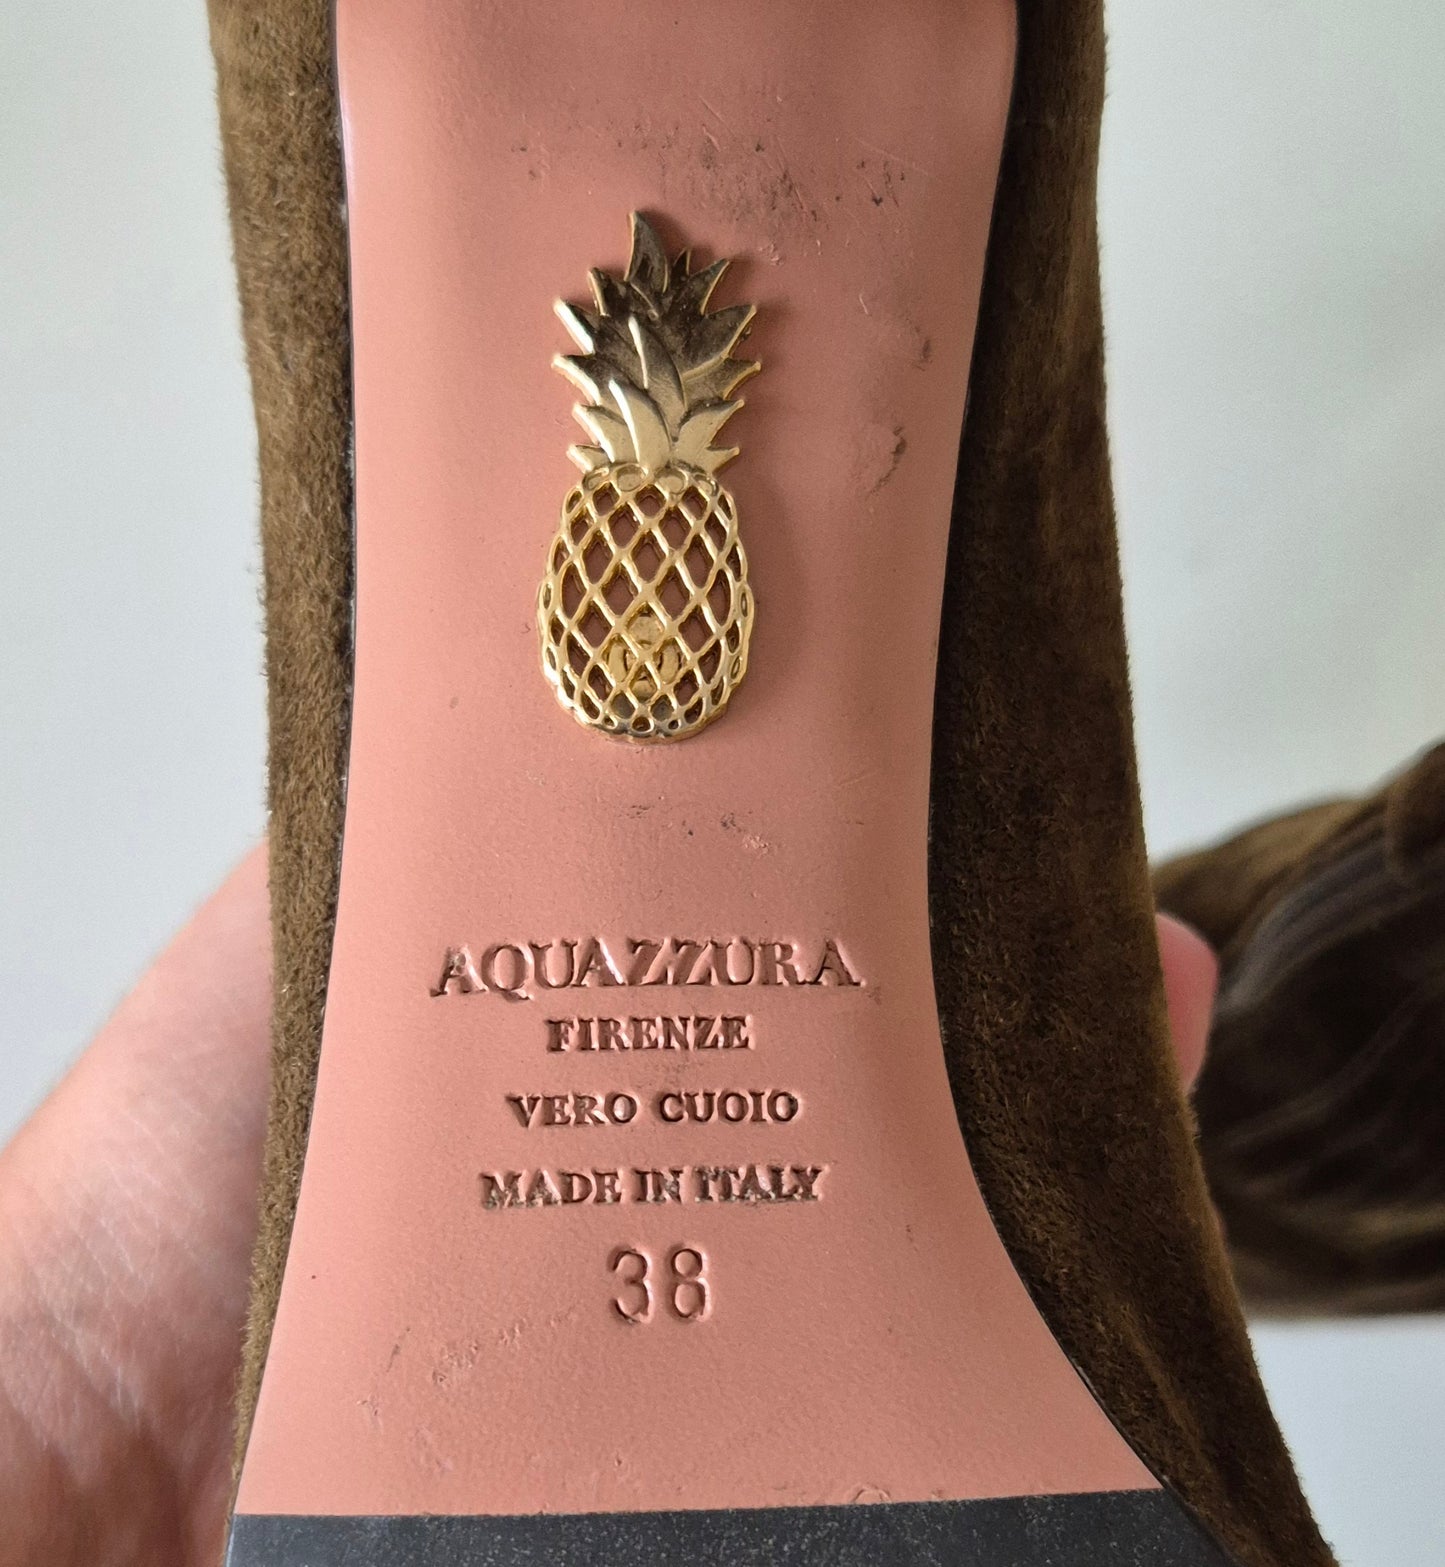 AQUAZZURA
FIRENZE
VERO CUOIO
MADE IN ITALY
38